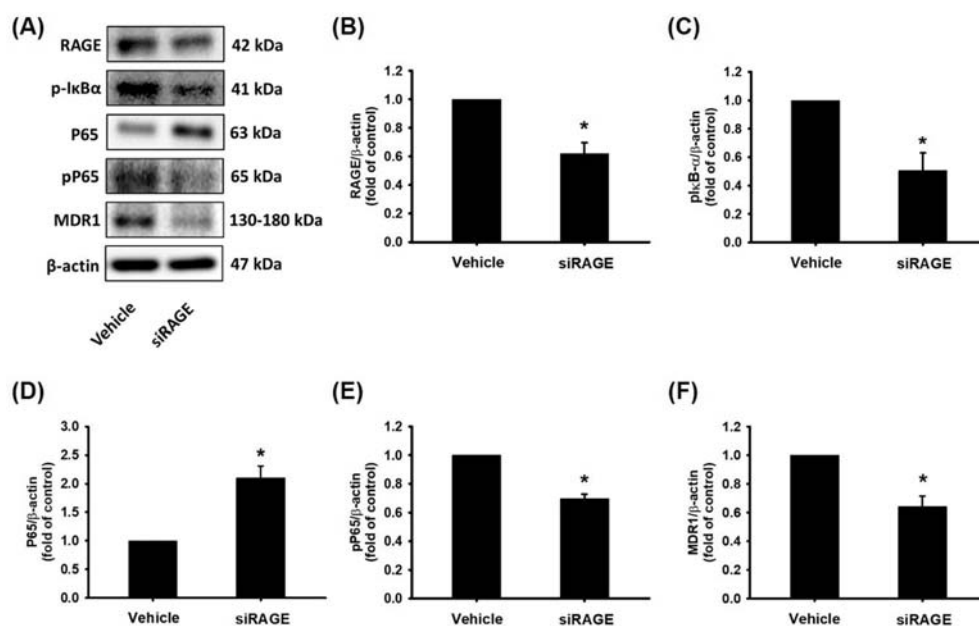 (A)
RAGE
42 kDa
p-IκBα
41 kDa
P65
63 kDa
pP65
65 kDa
MDR1
130-180 kDa
β-actin
47 kDa
Vehicle
siRAGE
(B)
RAGE/β-actin
(fold of control)
1.2
1.0
0.8
0.6
0.4
0.2
0.0
*
Vehicle
siRAGE
(C)
pIκB-α/β-actin
(fold of control)
1.2
1.0
0.8
0.6
0.4
0.2
0.0
*
Vehicle
siRAGE
(D)
P65/β-actin
(fold of control)
3.0
2.5
2.0
1.5
1.0
0.5
0.0
*
Vehicle
siRAGE
(E)
pP65/β-actin
(fold of control)
1.2
1.0
0.8
0.6
0.4
0.2
0.0
*
Vehicle
siRAGE
(F)
MDR1/β-actin
(fold of control)
1.2
1.0
0.8
0.6
0.4
0.2
0.0
*
Vehicle
siRAGE